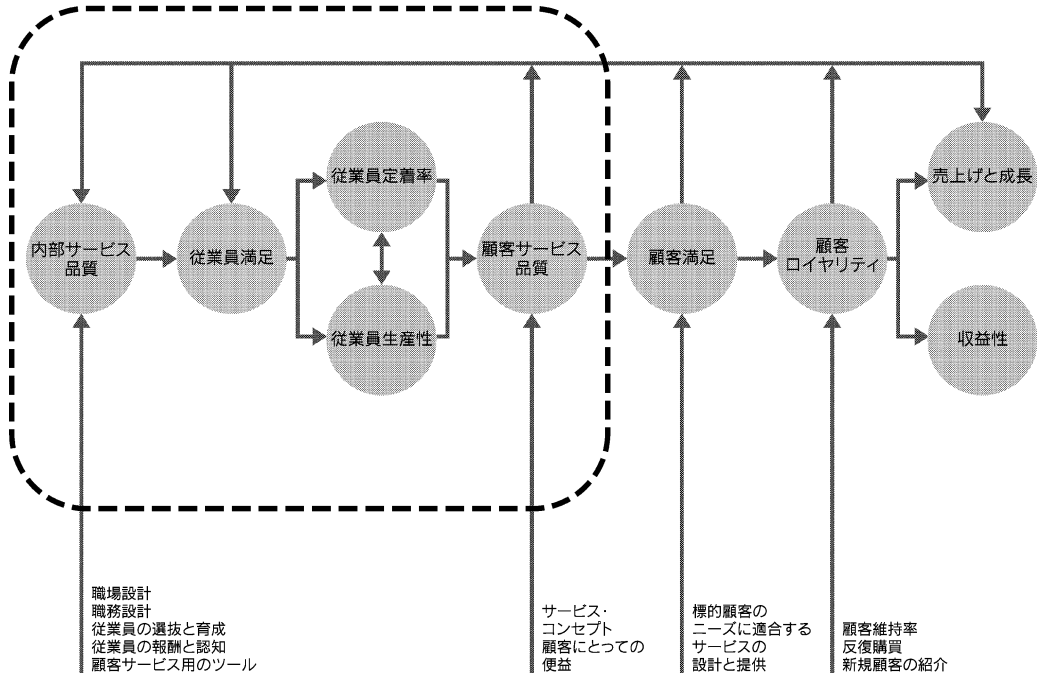 従業員定着率
売上げと成長
内部サービス
品質
従業員満足
顧客サービス
品質
顧客満足
顧客
ロイヤリティ
従業員生産性
収益性
職場設計
職務設計
従業員の選抜と育成
従業員の報酬と認知
顧客サービス用のツール
サービス・
コンセプト
顧客にとっての
便益
標的顧客の
ニーズに適合する
サービスの
設計と提供
顧客維持率
反復購買
新規顧客の紹介